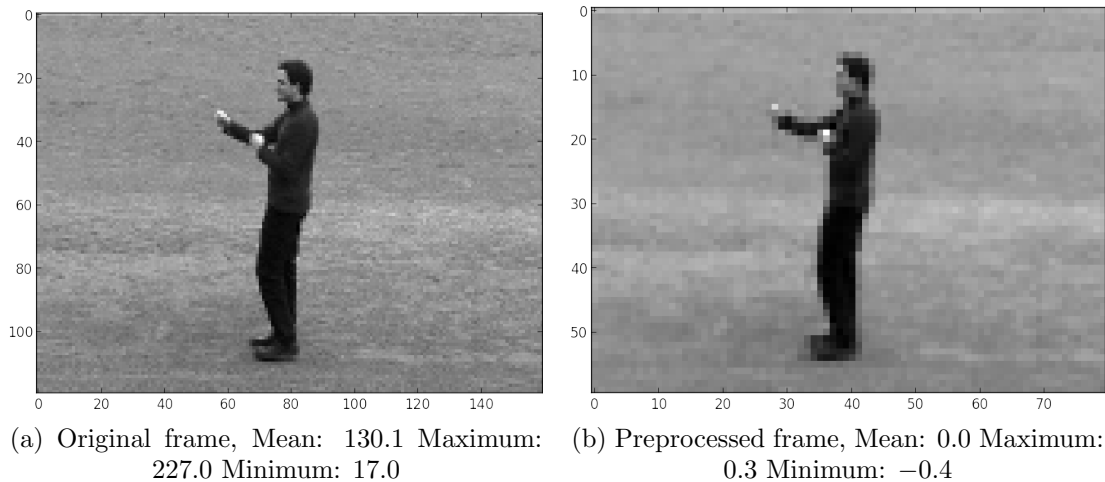 0
20
40
60
80
100
0 20 40 60 80 100 120 140
0
10
20
30
40
50
0 10 20 30 40 50 60 70
(a) Original frame, Mean: 130.1 Maximum:
227.0 Minimum: 17.0
(b) Preprocessed frame, Mean: 0.0 Maximum:
0.3 Minimum: −0.4